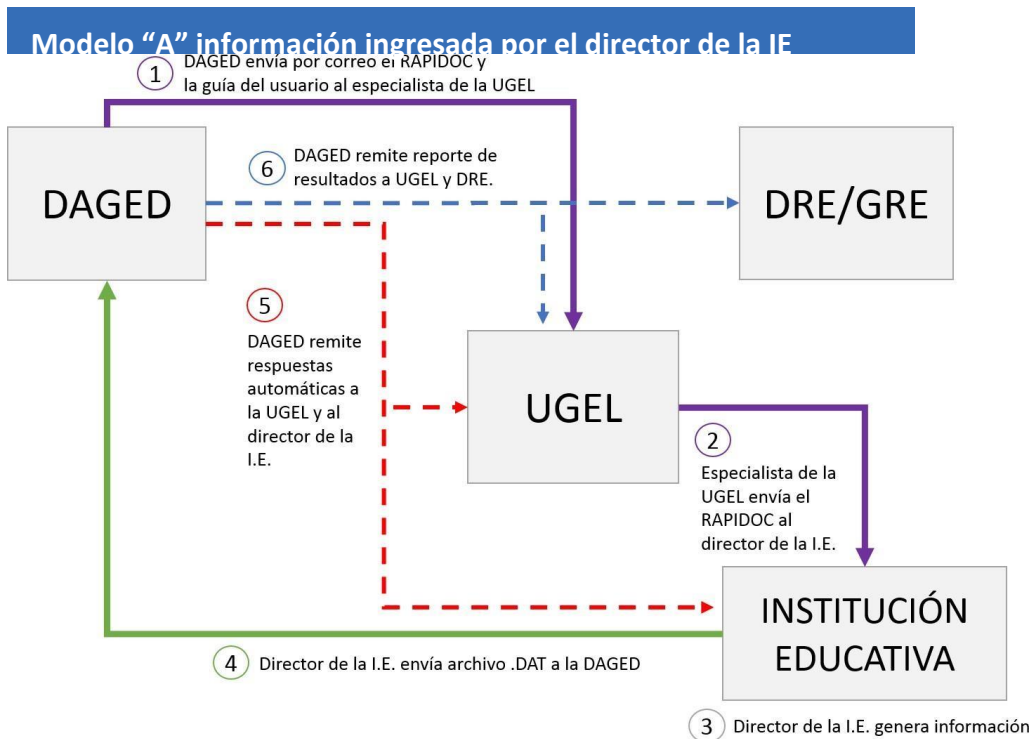 Modelo “A” información ingresada por el director de la IE
1 DAGED envía por correo el RAPIDOC y
la guía del usuario al especialista de la UGEL
6 DAGED remite reporte de
resultados a UGEL y DRE.
DAGED
DRE/GRE
5
DAGED remite
respuestas
automáticas a
la UGEL y al
director de la
I.E.
UGEL
2
Especialista de la
UGEL envía el
RAPIDOC al
director de la I.E.
INSTITUCIÓN
EDUCATIVA
4 Director de la I.E. envía archivo .DAT a la DAGED
3 Director de la I.E. genera información